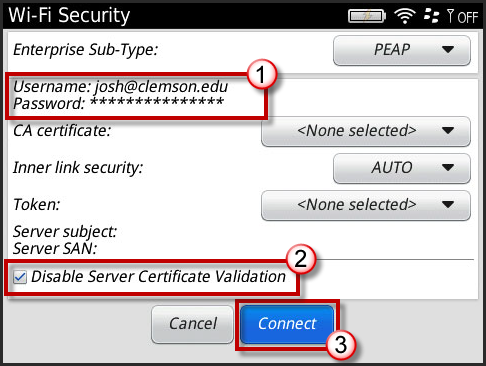 Wi-Fi Security OFF
Enterprise Sub-Type: PEAP
1
Username: josh@clemson.edu
Password: ***************
CA certificate: <None selected>
Inner link security: AUTO
Token: <None selected>
Server subject:
Server SAN:
2
Disable Server Certificate Validation
Cancel Connect
3